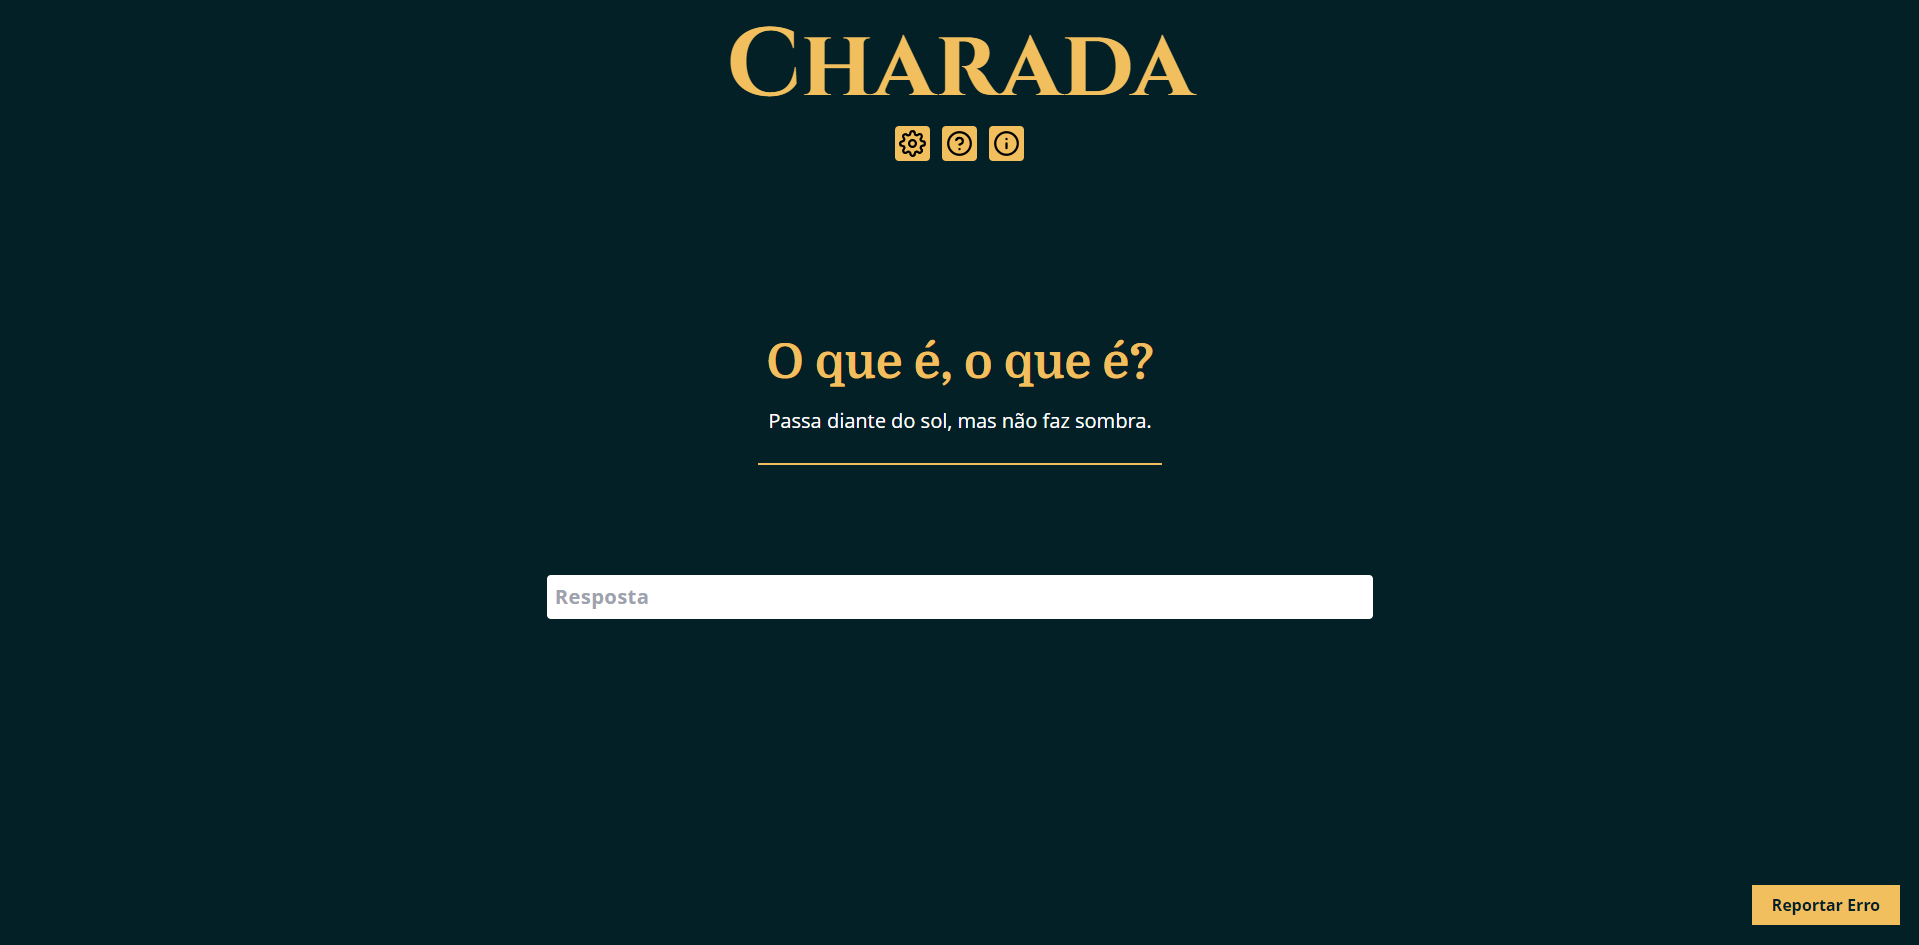 CHARADA
O que é, o que é?
Passa diante do sol, mas não faz sombra.
Resposta
Reportar Erro